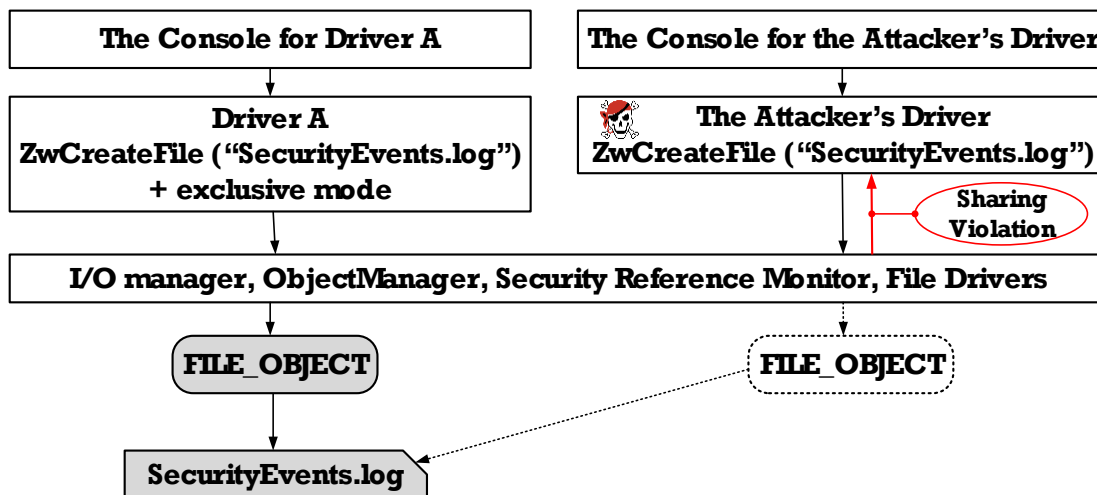 The Console for Driver A
The Console for the Attacker’s Driver
Driver A
ZwCreateFile (“SecurityEvents.log”)
+ exclusive mode
The Attacker’s Driver
ZwCreateFile (“SecurityEvents.log”)
Sharing
Violation
I/O manager, ObjectManager, Security Reference Monitor, File Drivers
FILE_OBJECT
FILE_OBJECT
SecurityEvents.log